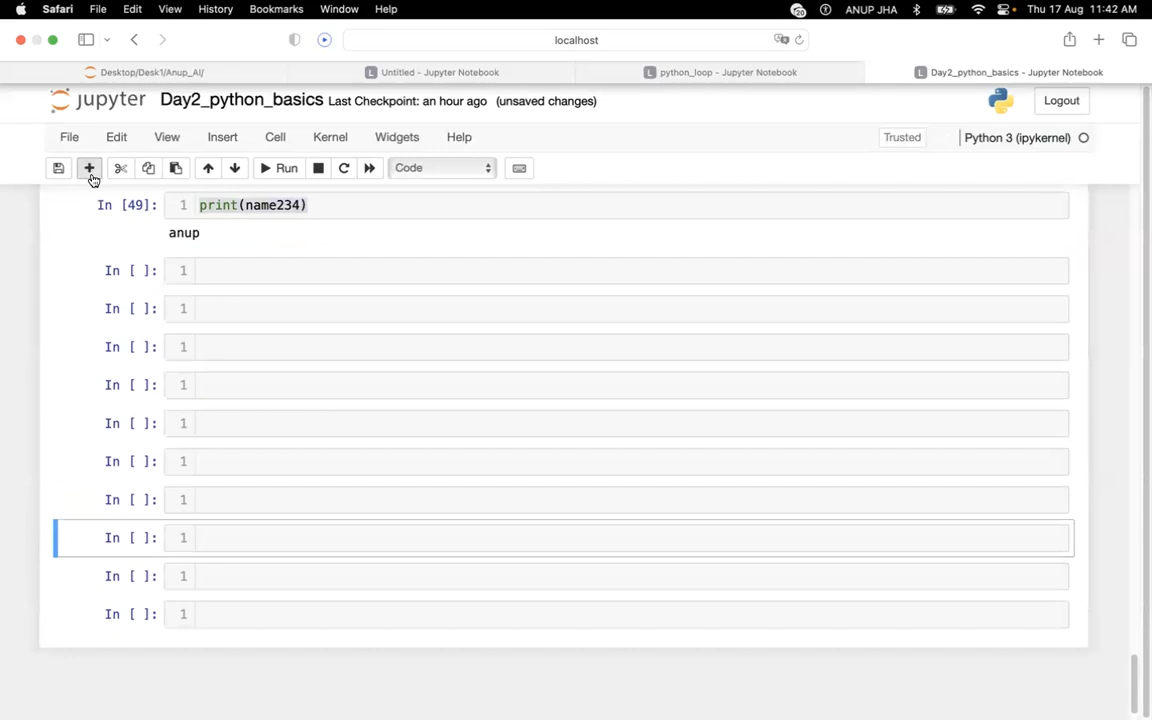 Safari File Edit View History Bookmarks Window Help 20 ANUP JHA Thu 17 Aug 11:42 AM
localhost
Desktop/Desk1/Anup_AI/ Untitled - Jupyter Notebook python_loop - Jupyter Notebook Day2_python_basics - Jupyter Notebook
jupyter Day2_python_basics Last Checkpoint: an hour ago (unsaved changes) Logout
File Edit View Insert Cell Kernel Widgets Help Trusted Python 3 (ipykernel)
Run Code
In [49]: 1 print(name234)
anup
In [ ]: 1
In [ ]: 1
In [ ]: 1
In [ ]: 1
In [ ]: 1
In [ ]: 1
In [ ]: 1
In [ ]: 1
In [ ]: 1
In [ ]: 1